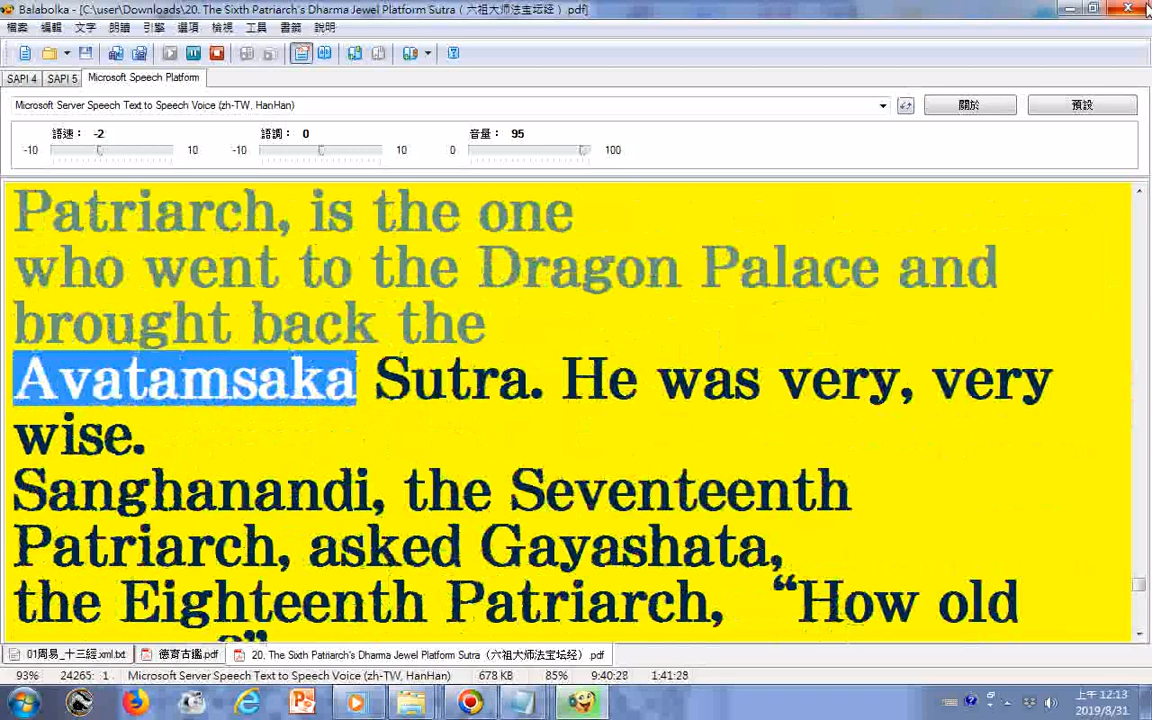 Balabolka - [C:\user\Downloads\20. The Sixth Patriarch's Dharma Jewel Platform Sutra（六祖大师法宝坛经）.pdf]
檔案 編輯 文字 朗讀 引擎 選項 檢視 工具 書籤 說明
SAPI 4 SAPI 5 Microsoft Speech Platform
Microsoft Server Speech Text to Speech Voice (zh-TW, HanHan) 關於 預設
語速： -2 語調： 0 音量： 95
-10 10 -10 10 0 100
Patriarch, is the one
who went to the Dragon Palace and
brought back the
Avatamsaka Sutra. He was very, very
wise.
Sanghanandi, the Seventeenth
Patriarch, asked Gayashata,
the Eighteenth Patriarch, “How old
01周易_十三經.xml.txt 德育古鑑.pdf 20. The Sixth Patriarch's Dharma Jewel Platform Sutra（六祖大师法宝坛经）.pdf
93% 24265: 1 Microsoft Server Speech Text to Speech Voice (zh-TW, HanHan) 678 KB 85% 9:40:28 1:41:28
上午 12:13
2019/8/31